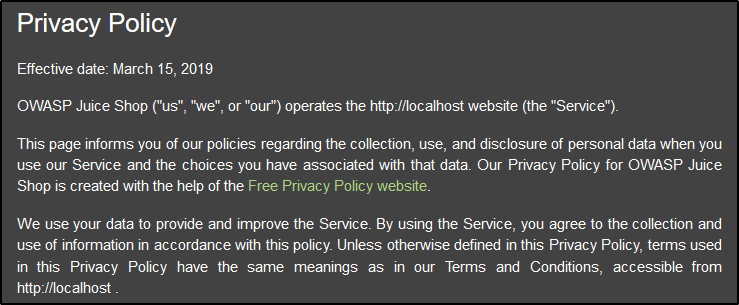 Privacy Policy
Effective date: March 15, 2019
OWASP Juice Shop ("us", "we", or "our") operates the http://localhost website (the "Service").
This page informs you of our policies regarding the collection, use, and disclosure of personal data when you
use our Service and the choices you have associated with that data. Our Privacy Policy for OWASP Juice
Shop is created with the help of the Free Privacy Policy website.
We use your data to provide and improve the Service. By using the Service, you agree to the collection and
use of information in accordance with this policy. Unless otherwise defined in this Privacy Policy, terms used
in this Privacy Policy have the same meanings as in our Terms and Conditions, accessible from
http://localhost .